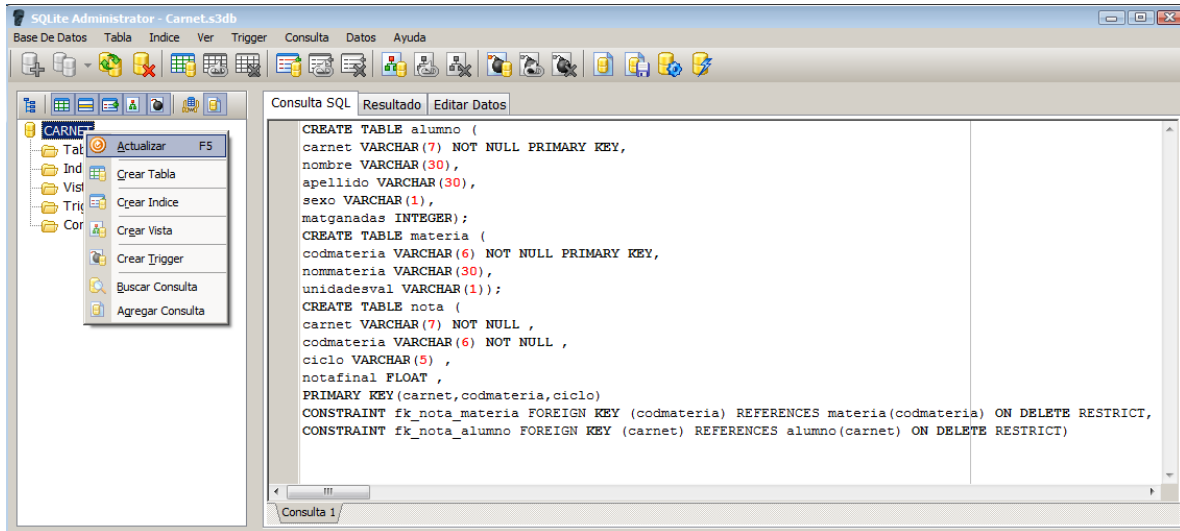 SQLite Administrator - Carnet.s3db
Base De Datos Tabla Indice Ver Trigger Consulta Datos Ayuda
Consulta SQL Resultado Editar Datos
CARNET
Actualizar F5
Crear Tabla
Crear Indice
Crear Vista
Crear Trigger
Buscar Consulta
Agregar Consulta
Tab
Ind
Vist
Trig
Con
CREATE TABLE alumno (
carnet VARCHAR(7) NOT NULL PRIMARY KEY,
nombre VARCHAR(30),
apellido VARCHAR(30),
sexo VARCHAR(1),
matganadas INTEGER);
CREATE TABLE materia (
codmateria VARCHAR(6) NOT NULL PRIMARY KEY,
nommateria VARCHAR(30),
unidadesval VARCHAR(1));
CREATE TABLE nota (
carnet VARCHAR(7) NOT NULL ,
codmateria VARCHAR(6) NOT NULL ,
ciclo VARCHAR(5) ,
notafinal FLOAT ,
PRIMARY KEY(carnet,codmateria,ciclo)
CONSTRAINT fk_nota_materia FOREIGN KEY (codmateria) REFERENCES materia(codmateria) ON DELETE RESTRICT,
CONSTRAINT fk_nota_alumno FOREIGN KEY (carnet) REFERENCES alumno(carnet) ON DELETE RESTRICT)
Consulta 1